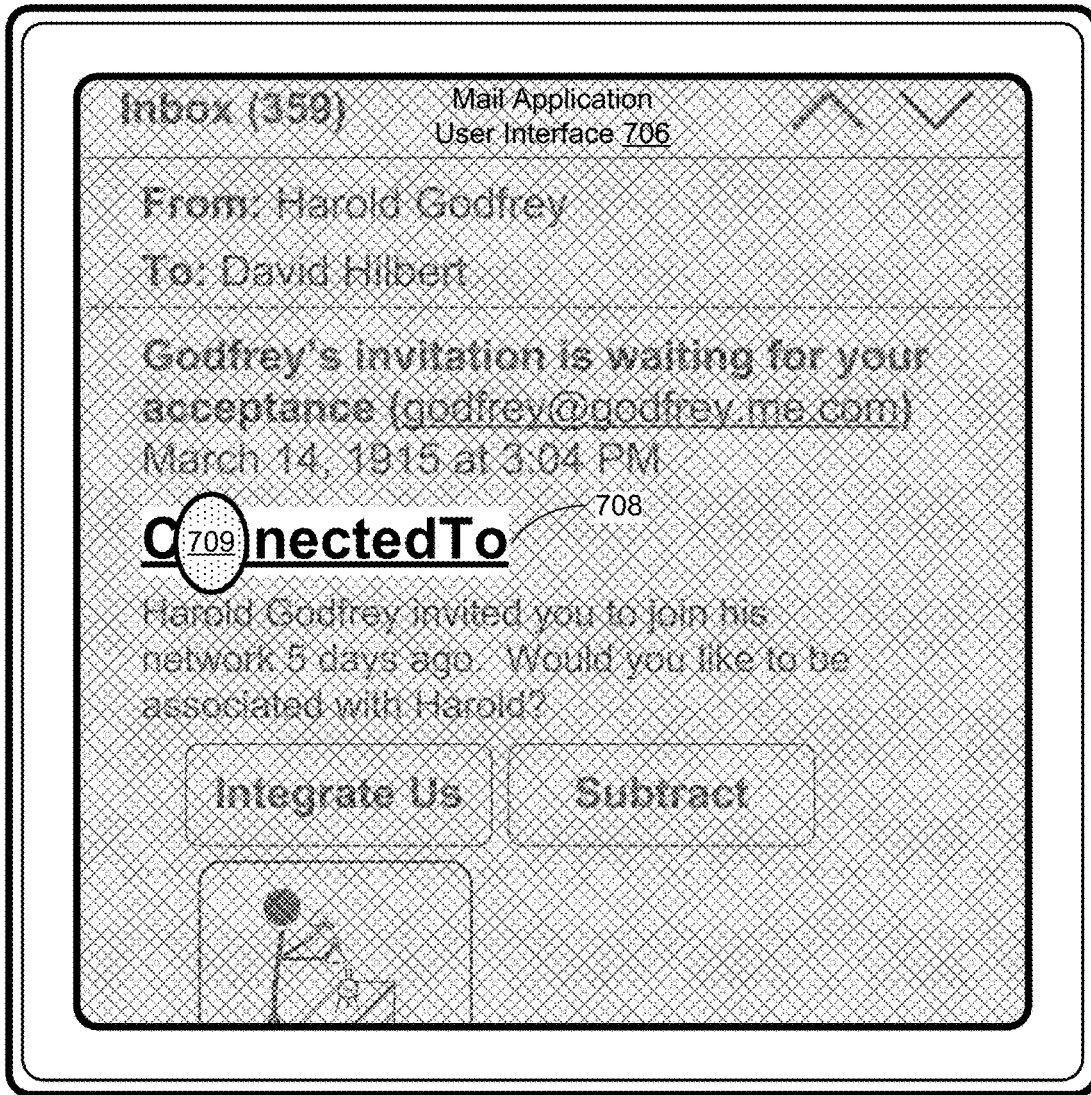 Inbox (359)
Mail Application
User Interface 706
From: Harold Godfrey
To: David Hilbert
Godfrey's invitation is waiting for your
acceptance (godfrey@godfrey.me.com)
March 14, 1915 at 3:04 PM
708
C 709 nectedTo
Harold Godfrey invited you to join his
network 5 days ago. Would you like to be
associated with Harold?
Integrate Us
Subtract